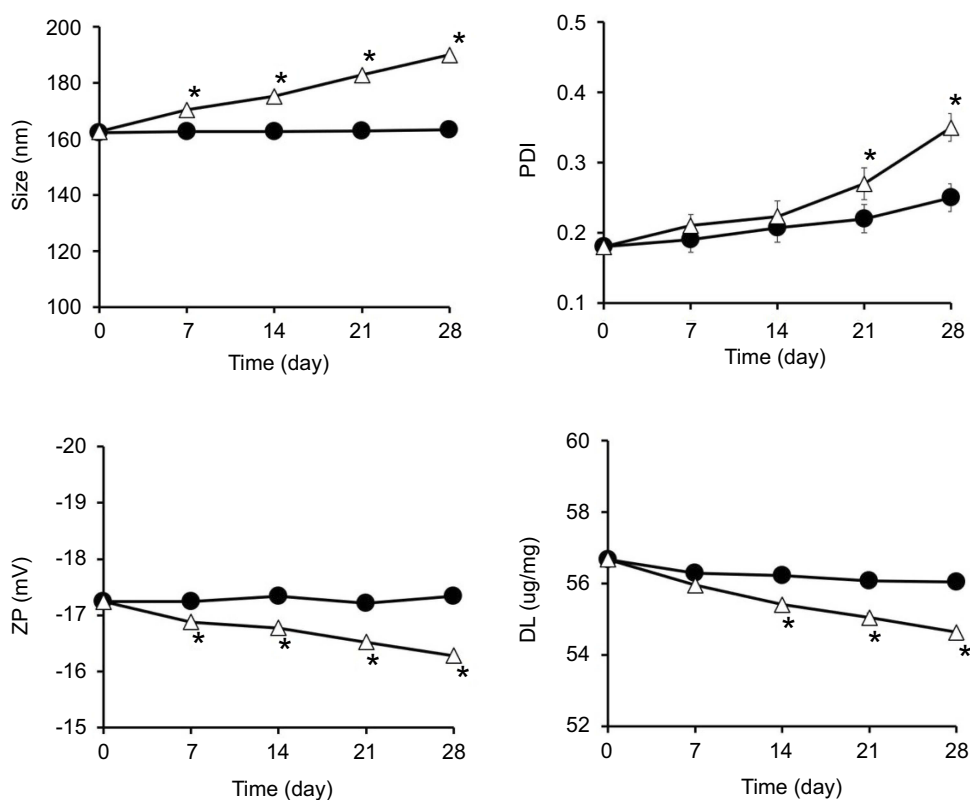 200
180
160
140
120
100
Size (nm)
* * * *
0 7 14 21 28
Time (day)
0.5
0.4
0.3
0.2
0.1
PDI
* *
0 7 14 21 28
Time (day)
-20
-19
-18
-17
-16
-15
ZP (mV)
* * * *
0 7 14 21 28
Time (day)
60
58
56
54
52
DL (ug/mg)
* * *
0 7 14 21 28
Time (day)